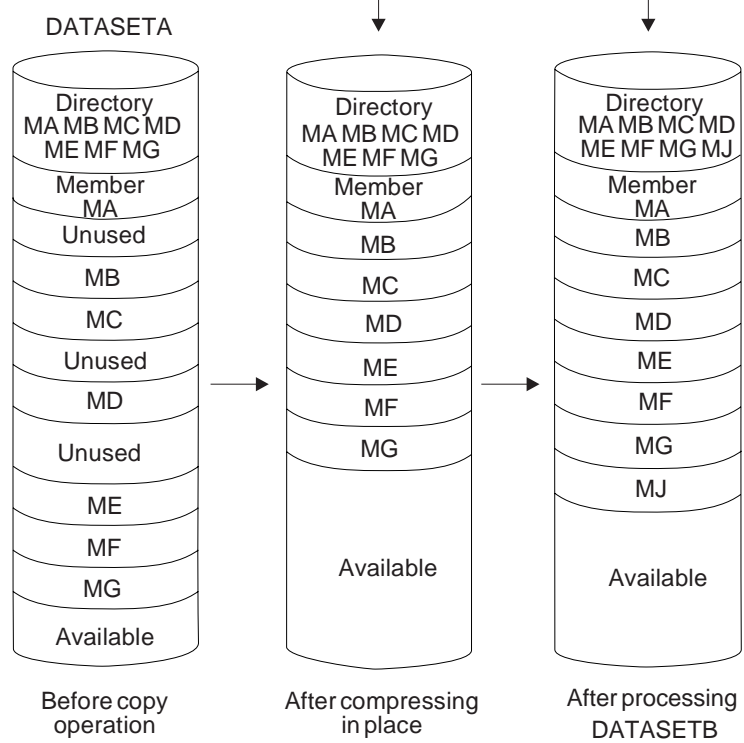 DATASETA
Directory
MA MB MC MD
ME MF MG
Member
MA
Unused
MB
MC
Unused
MD
Unused
ME
MF
MG
Available
Before copy
operation
Directory
MA MB MC MD
ME MF MG
Member
MA
MB
MC
MD
ME
MF
MG
Available
After compressing
in place
Directory
MA MB MC MD
ME MF MG MJ
Member
MA
MB
MC
MD
ME
MF
MG
MJ
Available
After processing
DATASETB